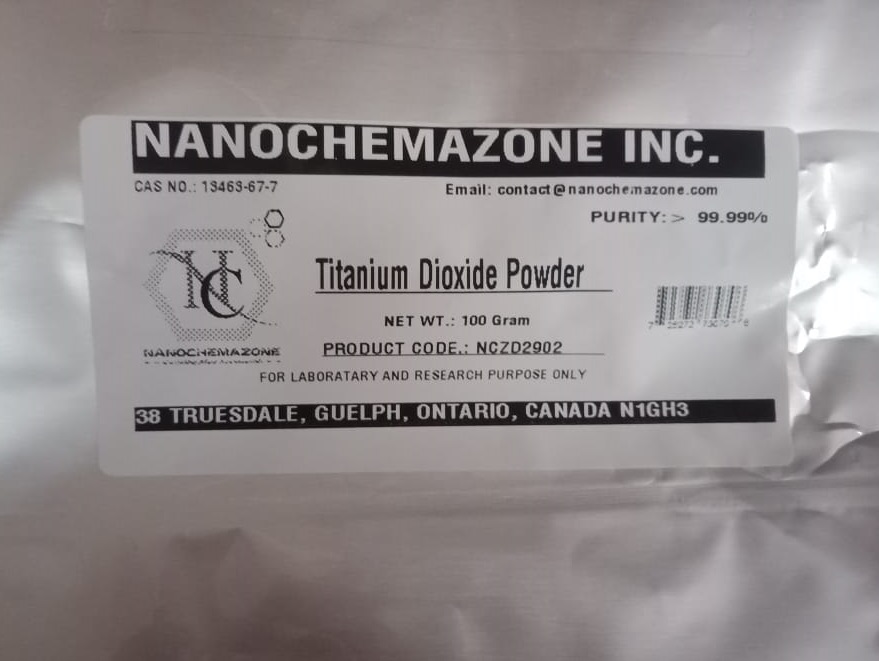 NANOCHEMAZONE INC.
CAS NO.: 13463-67-7
Email: contact@nanochemazone.com
PURITY: > 99.99%
NC
NANOCHEMAZONE
Titanium Dioxide Powder
NET WT.: 100 Gram
PRODUCT CODE.: NCZD2902
FOR LABORATARY AND RESEARCH PURPOSE ONLY
38 TRUESDALE, GUELPH, ONTARIO, CANADA N1GH3